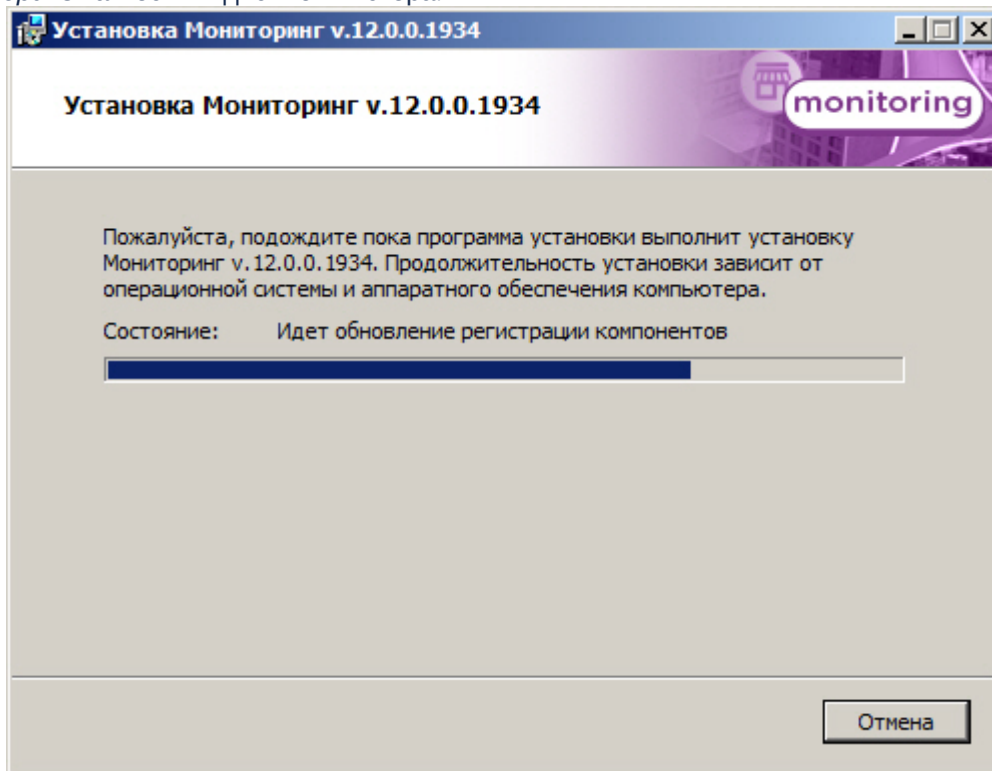 Установка Мониторинг v.12.0.0.1934
Установка Мониторинг v.12.0.0.1934
monitoring
Пожалуйста, подождите пока программа установки выполнит установку
Мониторинг v.12.0.0.1934. Продолжительность установки зависит от
операционной системы и аппаратного обеспечения компьютера.
Состояние: Идет обновление регистрации компонентов
Отмена